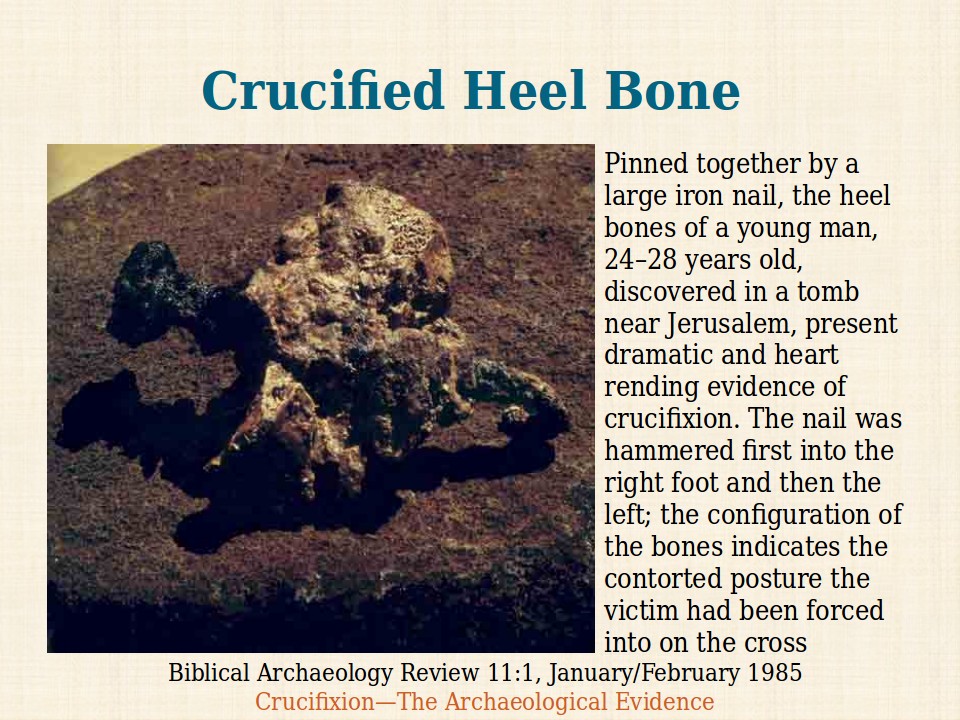 Crucified Heel Bone
Pinned together by a
large iron nail, the heel
bones of a young man,
24–28 years old,
discovered in a tomb
near Jerusalem, present
dramatic and heart
rending evidence of
crucifixion. The nail was
hammered first into the
right foot and then the
left; the configuration of
the bones indicates the
contorted posture the
victim had been forced
into on the cross
Biblical Archaeology Review 11:1, January/February 1985
Crucifixion—The Archaeological Evidence